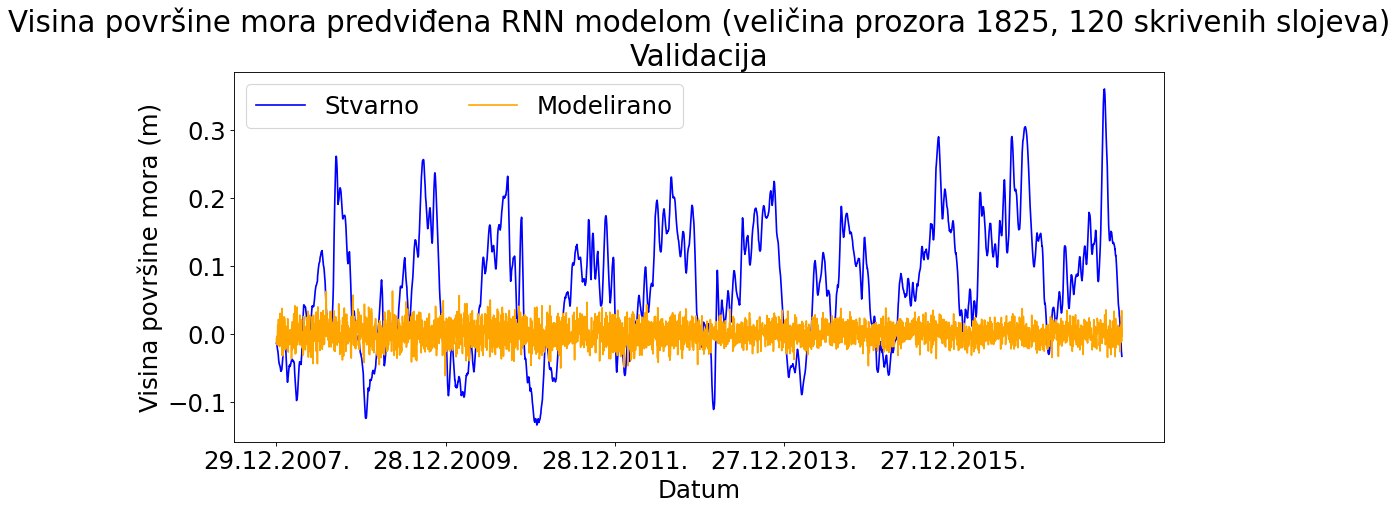 Visina površine mora predviđena RNN modelom (veličina prozora 1825, 120 skrivenih slojeva)
Validacija
Stvarno
Modelirano
Visina površine mora (m)
0.3
0.2
0.1
0.0
−0.1
29.12.2007.
28.12.2009.
28.12.2011.
27.12.2013.
27.12.2015.
Datum